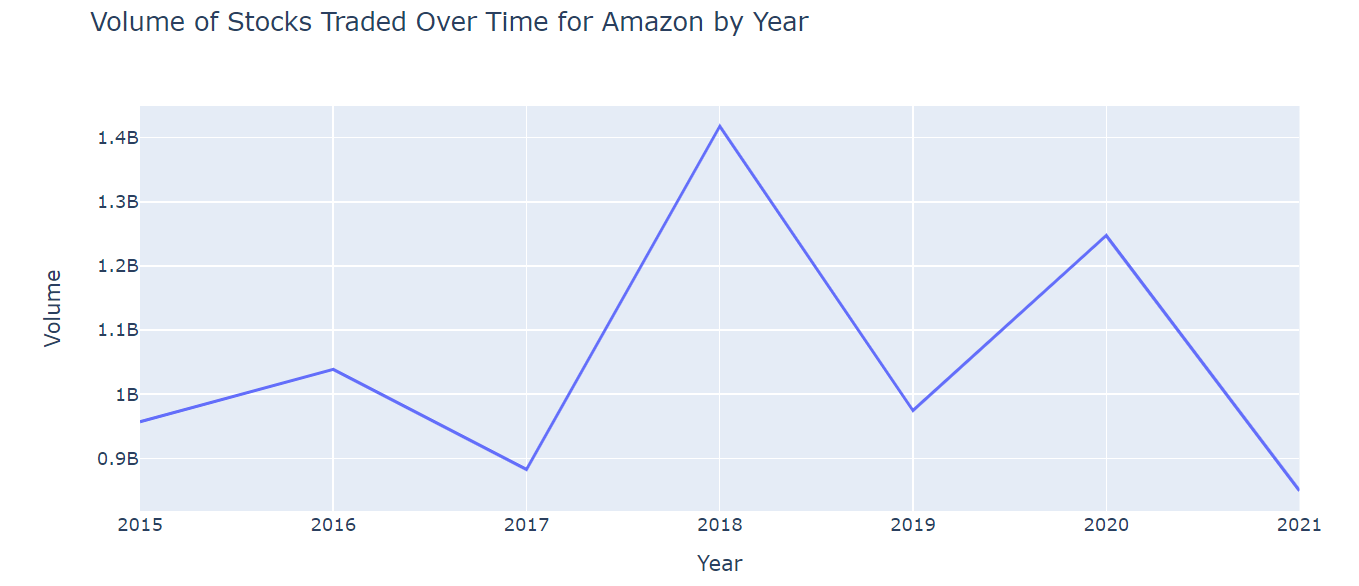 Volume of Stocks Traded Over Time for Amazon by Year
1.4B
1.3B
1.2B
1.1B
1B
0.9B
Volume
2015 2016 2017 2018 2019 2020 2021
Year